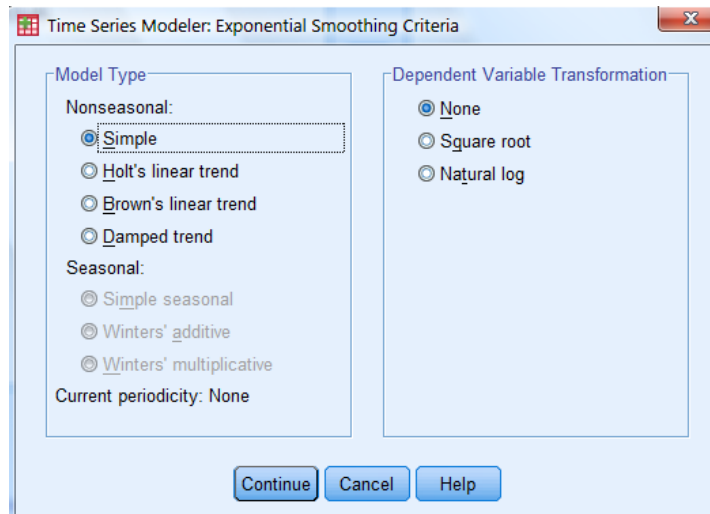 Time Series Modeler: Exponential Smoothing Criteria
Model Type
Nonseasonal:
Simple
Holt's linear trend
Brown's linear trend
Damped trend
Seasonal:
Simple seasonal
Winters' additive
Winters' multiplicative
Current periodicity: None
Dependent Variable Transformation
None
Square root
Natural log
Continue
Cancel
Help